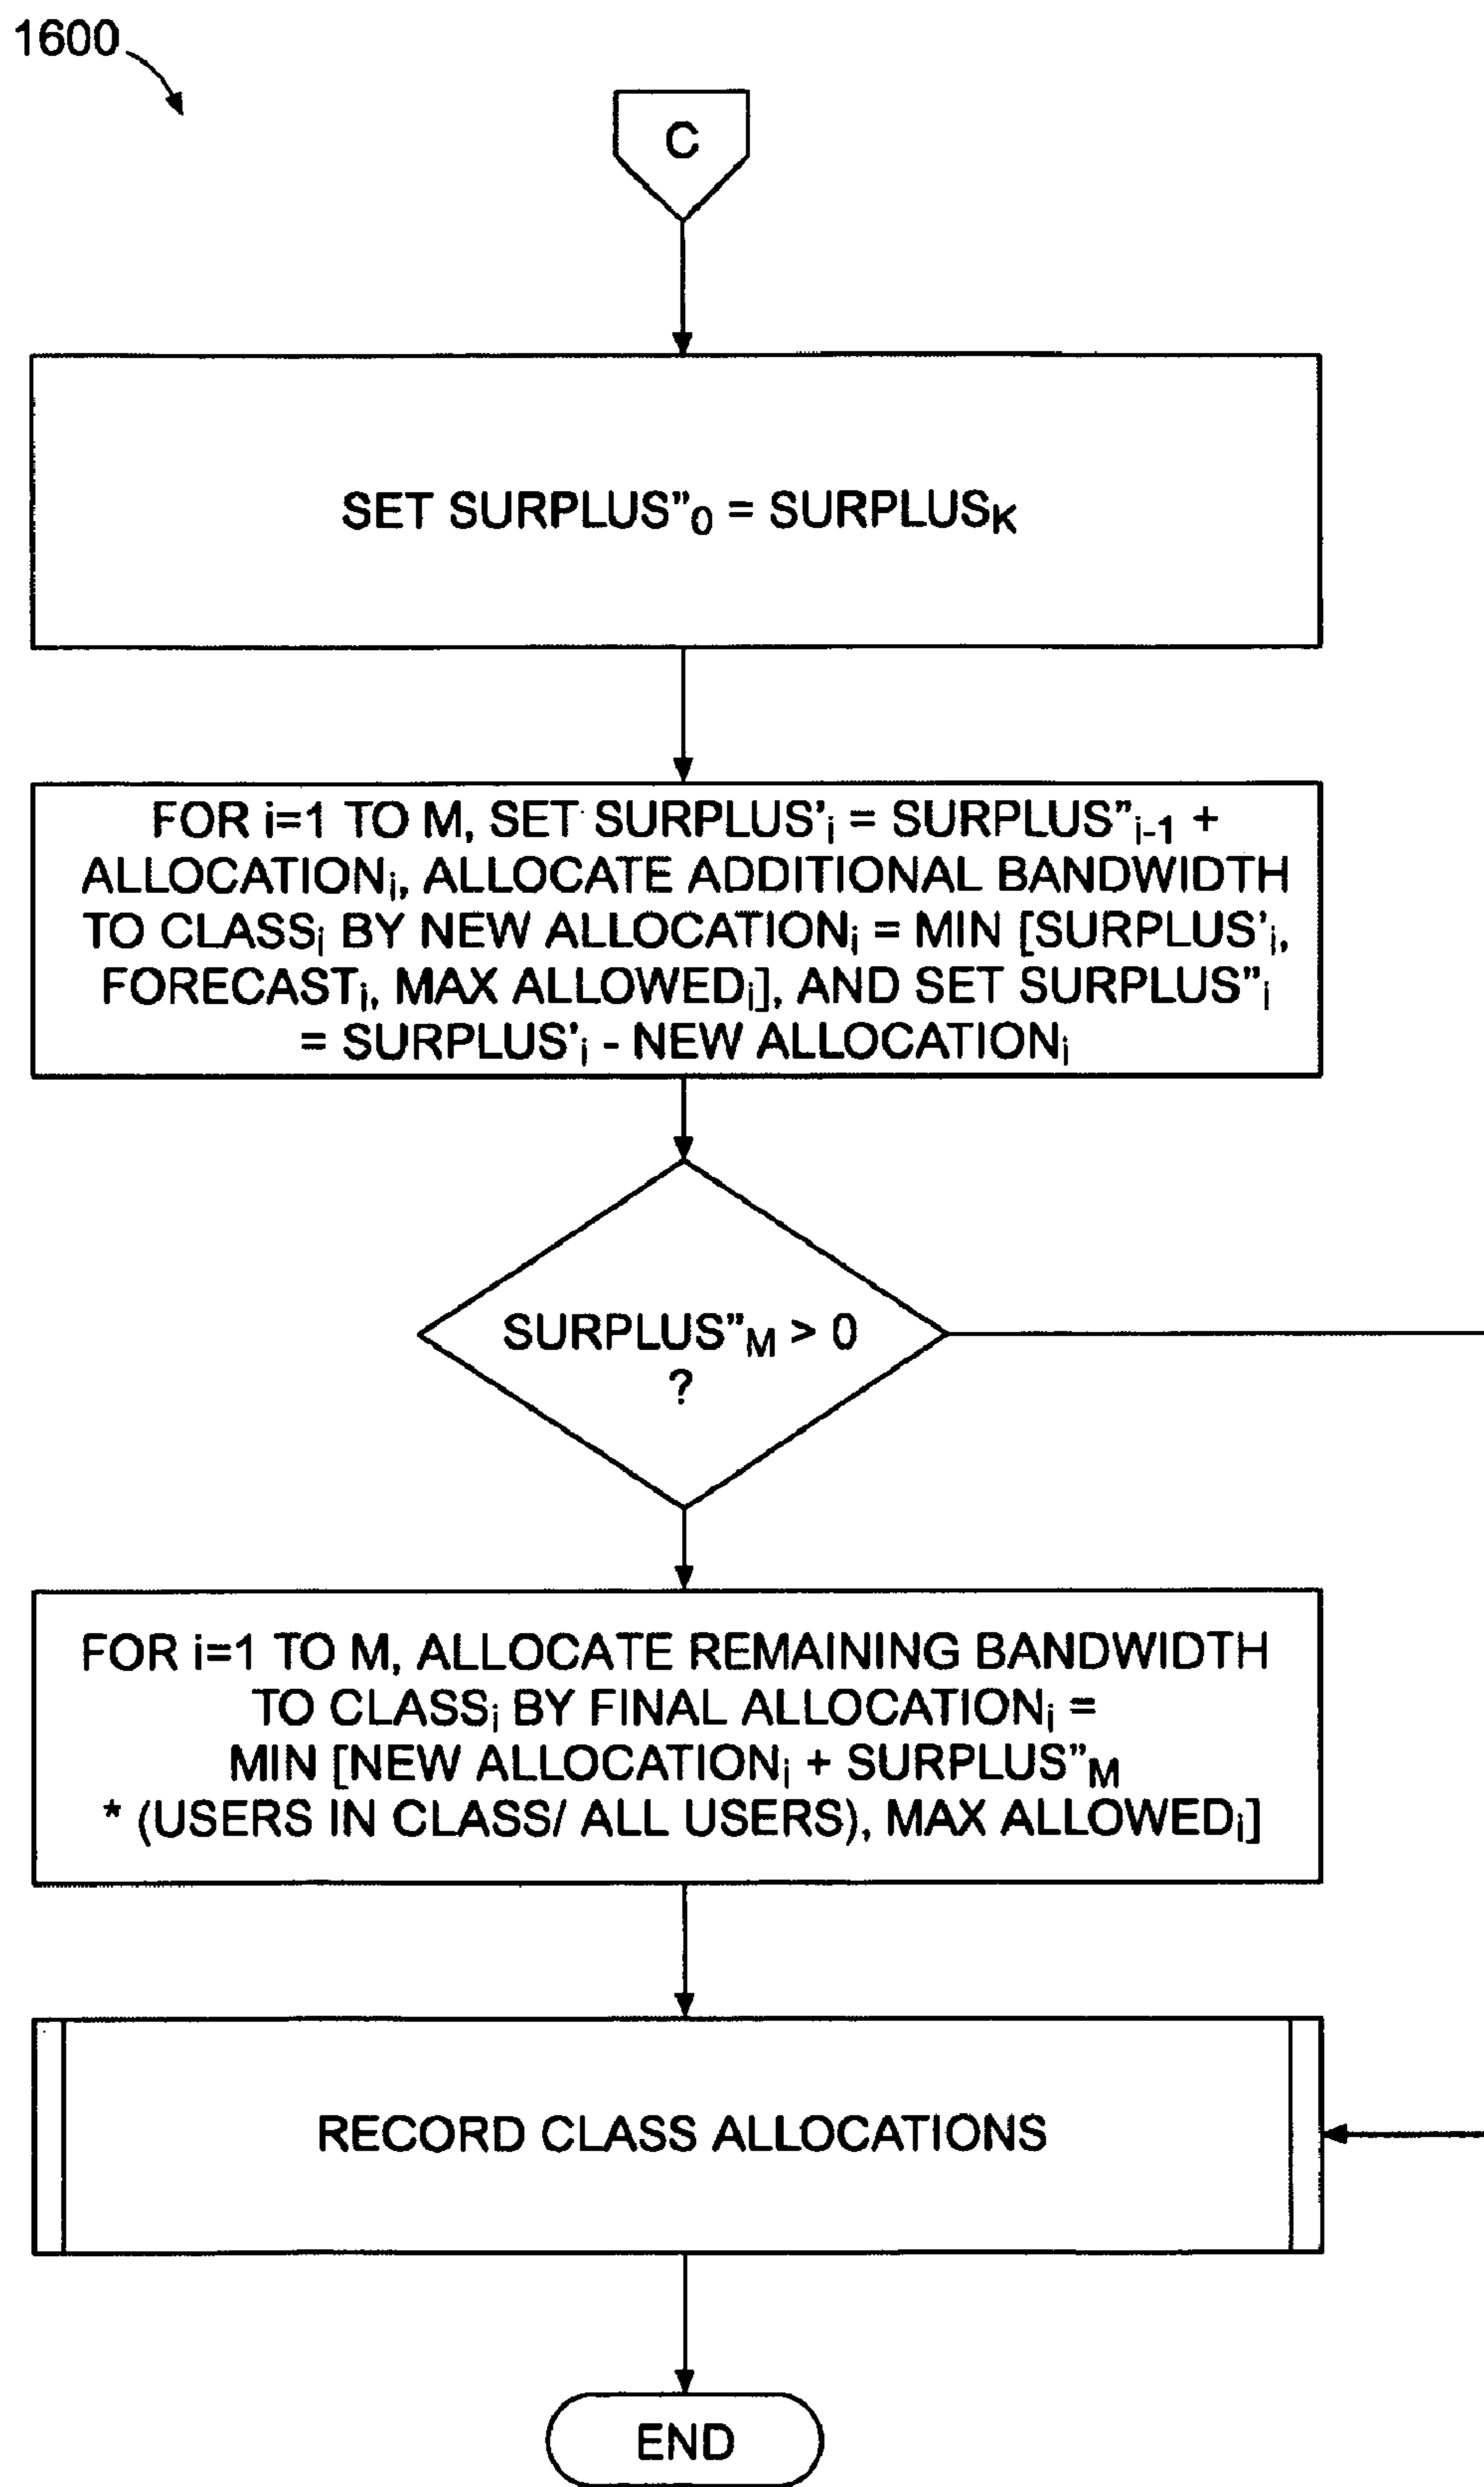 1600
C
SET SURPLUS”₀ = SURPLUSₖ
FOR i=1 TO M, SET SURPLUS'ᵢ = SURPLUS”ᵢ₋₁ +
ALLOCATIONᵢ, ALLOCATE ADDITIONAL BANDWIDTH
TO CLASSᵢ BY NEW ALLOCATIONᵢ = MIN [SURPLUS'ᵢ,
FORECASTᵢ, MAX ALLOWEDᵢ], AND SET SURPLUS”ᵢ
= SURPLUS'ᵢ - NEW ALLOCATIONᵢ
SURPLUS”M > 0
?
FOR i=1 TO M, ALLOCATE REMAINING BANDWIDTH
TO CLASSᵢ BY FINAL ALLOCATIONᵢ =
MIN [NEW ALLOCATIONᵢ + SURPLUS”M
* (USERS IN CLASS/ ALL USERS), MAX ALLOWEDᵢ]
RECORD CLASS ALLOCATIONS
END